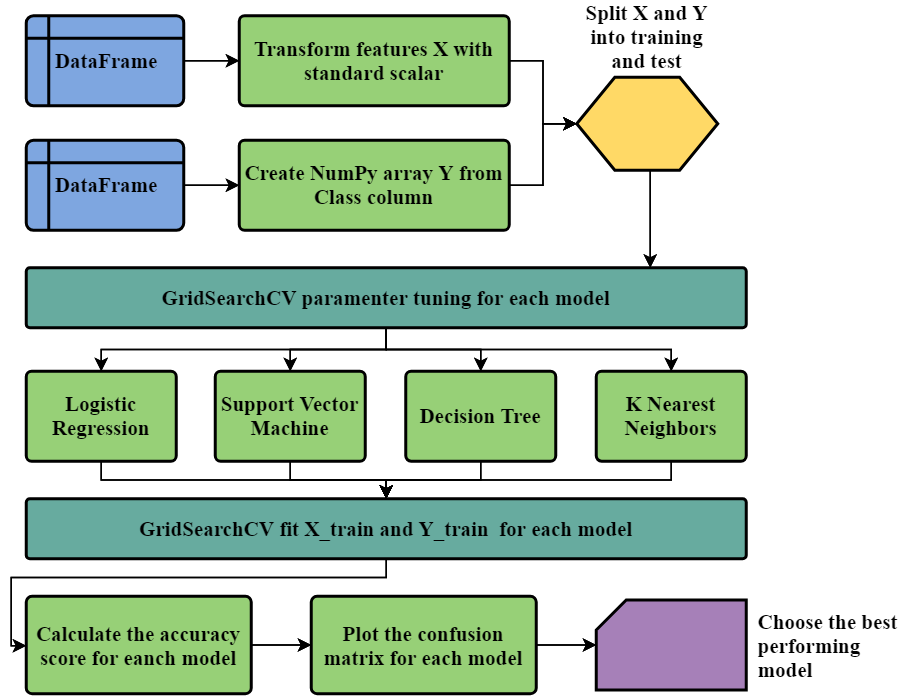 DataFrame
Transform features X with
standard scalar
Split X and Y
into training
and test
DataFrame
Create NumPy array Y from
Class column
GridSearchCV paramenter tuning for each model
Logistic
Regression
Support Vector
Machine
Decision Tree
K Nearest
Neighbors
GridSearchCV fit X_train and Y_train  for each model
Calculate the accuracy
score for eanch model
Plot the confusion
matrix for each model
Choose the best
performing
model